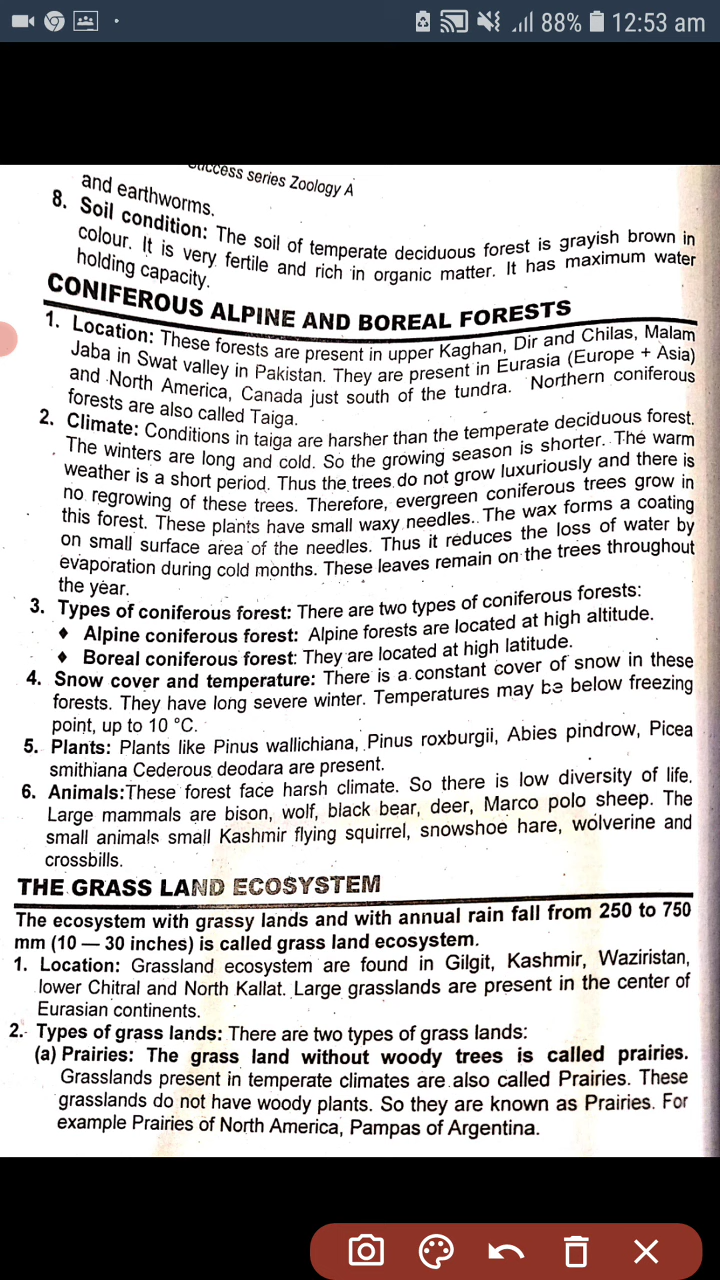 88% 12:53 am
Success series Zoology A
and earthworms.
8. Soil condition: The soil of temperate deciduous forest is grayish brown in
colour. It is very fertile and rich in organic matter. It has maximum water
holding capacity.
CONIFEROUS ALPINE AND BOREAL FORESTS
1. Location: These forests are present in upper Kaghan, Dir and Chilas, Malam
Jaba in Swat valley in Pakistan. They are present in Eurasia (Europe + Asia)
and North America, Canada just south of the tundra. Northern coniferous
forests are also called Taiga.
2. Climate: Conditions in taiga are harsher than the temperate deciduous forest.
The winters are long and cold. So the growing season is shorter. The warm
weather is a short period. Thus the trees do not grow luxuriously and there is
no regrowing of these trees. Therefore, evergreen coniferous trees grow in
this forest. These plants have small waxy needles. The wax forms a coating
on small surface area of the needles. Thus it reduces the loss of water by
evaporation during cold months. These leaves remain on the trees throughout
the year.
3. Types of coniferous forest: There are two types of coniferous forests:
♦ Alpine coniferous forest: Alpine forests are located at high altitude.
♦ Boreal coniferous forest: They are located at high latitude.
4. Snow cover and temperature: There is a constant cover of snow in these
forests. They have long severe winter. Temperatures may be below freezing
point, up to 10 °C.
5. Plants: Plants like Pinus wallichiana, Pinus roxburgii, Abies pindrow, Picea
smithiana Cederous deodara are present.
6. Animals:These forest face harsh climate. So there is low diversity of life.
Large mammals are bison, wolf, black bear, deer, Marco polo sheep. The
small animals small Kashmir flying squirrel, snowshoe hare, wolverine and
crossbills.
THE GRASS LAND ECOSYSTEM
The ecosystem with grassy lands and with annual rain fall from 250 to 750
mm (10 — 30 inches) is called grass land ecosystem.
1. Location: Grassland ecosystem are found in Gilgit, Kashmir, Waziristan,
lower Chitral and North Kallat. Large grasslands are present in the center of
Eurasian continents.
2. Types of grass lands: There are two types of grass lands:
(a) Prairies: The grass land without woody trees is called prairies.
Grasslands present in temperate climates are also called Prairies. These
grasslands do not have woody plants. So they are known as Prairies. For
example Prairies of North America, Pampas of Argentina.